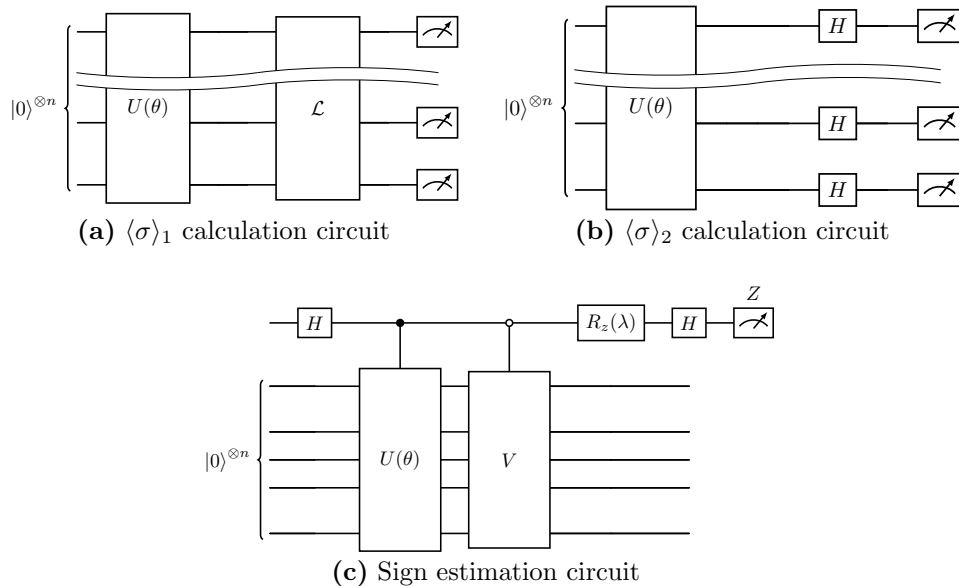 |0⟩^{⊗n} U(θ) ℒ
|0⟩^{⊗n} U(θ) H H H
(a) ⟨σ⟩₁ calculation circuit
(b) ⟨σ⟩₂ calculation circuit
H R_z(λ) H Z
|0⟩^{⊗n} U(θ) V
(c) Sign estimation circuit